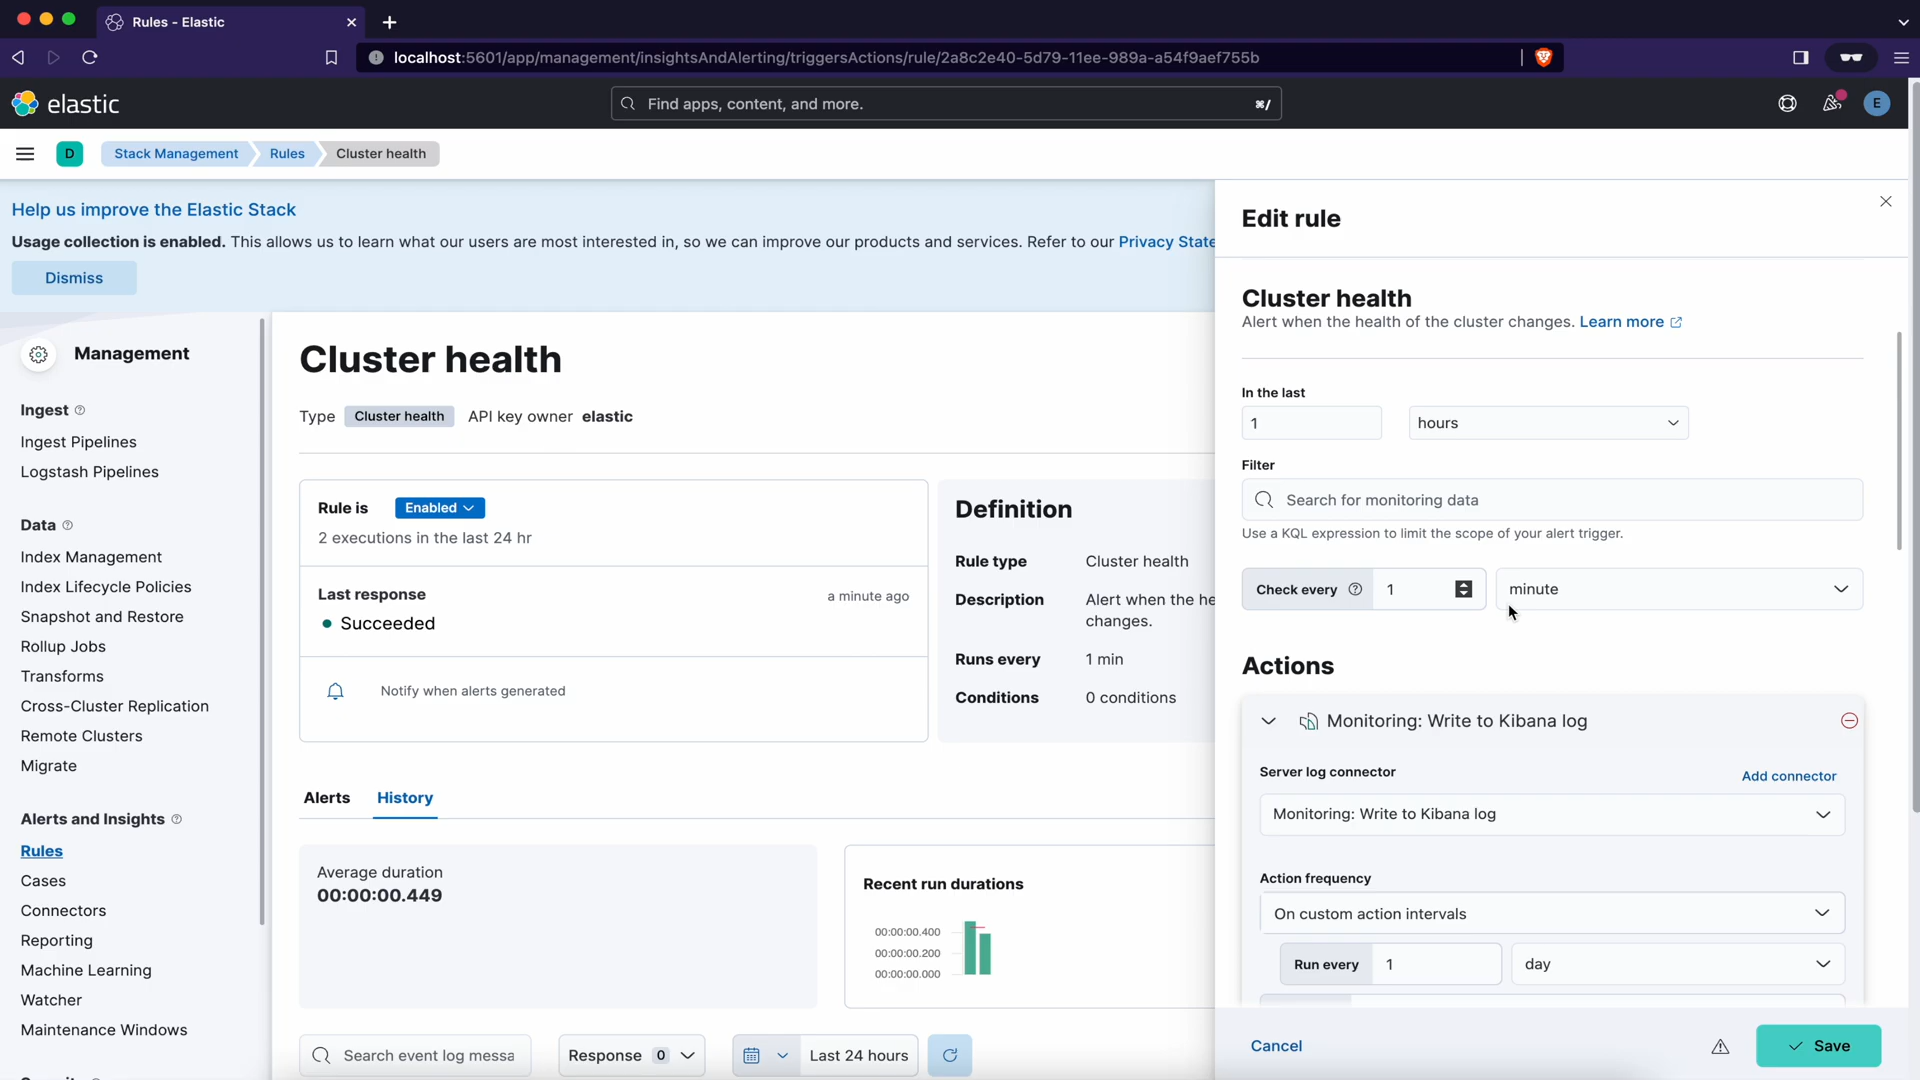 Rules - Elastic
localhost:5601/app/management/insightsAndAlerting/triggersActions/rule/2a8c2e40-5d79-11ee-989a-a54f9aef755b
elastic
Find apps, content, and more.
⌘/
E
D
Stack Management
Rules
Cluster health
Help us improve the Elastic Stack
Usage collection is enabled. This allows us to learn what our users are most interested in, so we can improve our products and services. Refer to our Privacy State
Dismiss
Management
Ingest
Ingest Pipelines
Logstash Pipelines
Data
Index Management
Index Lifecycle Policies
Snapshot and Restore
Rollup Jobs
Transforms
Cross-Cluster Replication
Remote Clusters
Migrate
Alerts and Insights
Rules
Cases
Connectors
Reporting
Machine Learning
Watcher
Maintenance Windows
Cluster health
Type Cluster health API key owner elastic
Rule is Enabled
2 executions in the last 24 hr
Last response a minute ago
Succeeded
Notify when alerts generated
Definition
Rule type Cluster health
Description Alert when the he
changes.
Runs every 1 min
Conditions 0 conditions
Alerts History
Average duration
00:00:00.449
Recent run durations
00:00:00.400
00:00:00.200
00:00:00.000
Search event log messa
Response 0
Last 24 hours
Edit rule
Cluster health
Alert when the health of the cluster changes. Learn more
In the last
1 hours
Filter
Search for monitoring data
Use a KQL expression to limit the scope of your alert trigger.
Check every 1 minute
Actions
Monitoring: Write to Kibana log
Server log connector Add connector
Monitoring: Write to Kibana log
Action frequency
On custom action intervals
Run every 1 day
Cancel
Save